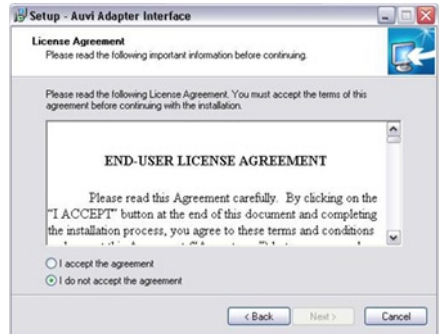 Setup - Auvi Adapter Interface
License Agreement
Please read the following important information before continuing.
Please read the following License Agreement. You must accept the terms of this
agreement before continuing with the installation.
END-USER LICENSE AGREEMENT
Please read this Agreement carefully. By clicking on the
"I ACCEPT" button at the end of this document and completing
the installation process, you agree to these terms and conditions
I accept the agreement
I do not accept the agreement
< Back
Next >
Cancel